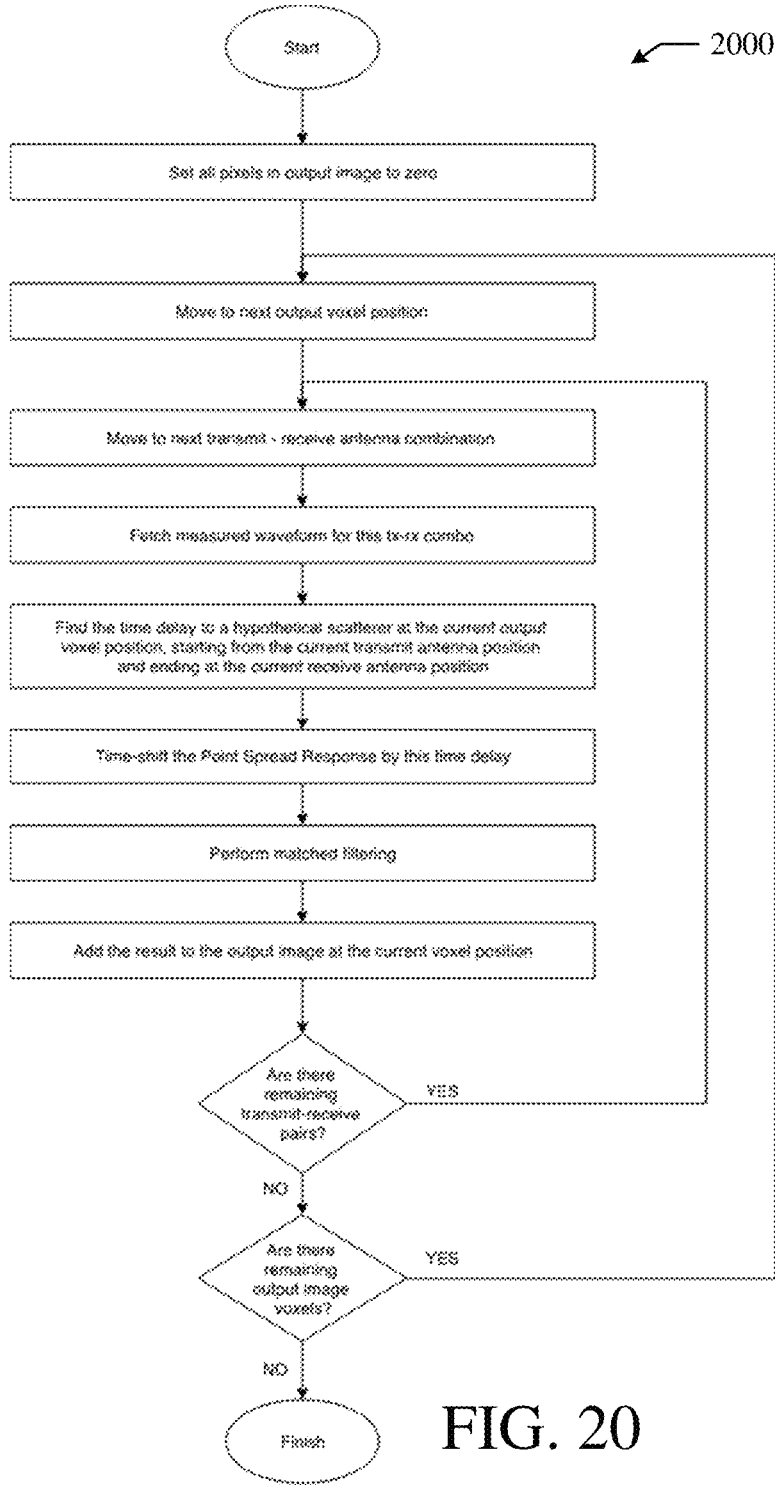 Start
2000
Set all pixels in output image to zero
Move to next output voxel position
Move to next transmit - receive antenna combination
Fetch measured waveform for this tx-rx combo
Find the time delay to a hypothetical scatterer at the current output
voxel position, starting from the current transmit antenna position
and ending at the current receive antenna position
Time-shift the Point Spread Response by this time delay
Perform matched filtering
Add the result to the output image at the current voxel position
Are there
remaining
transmit-receive
pairs?
YES
NO
Are there
remaining
output image
voxels?
YES
NO
Finish
FIG. 20